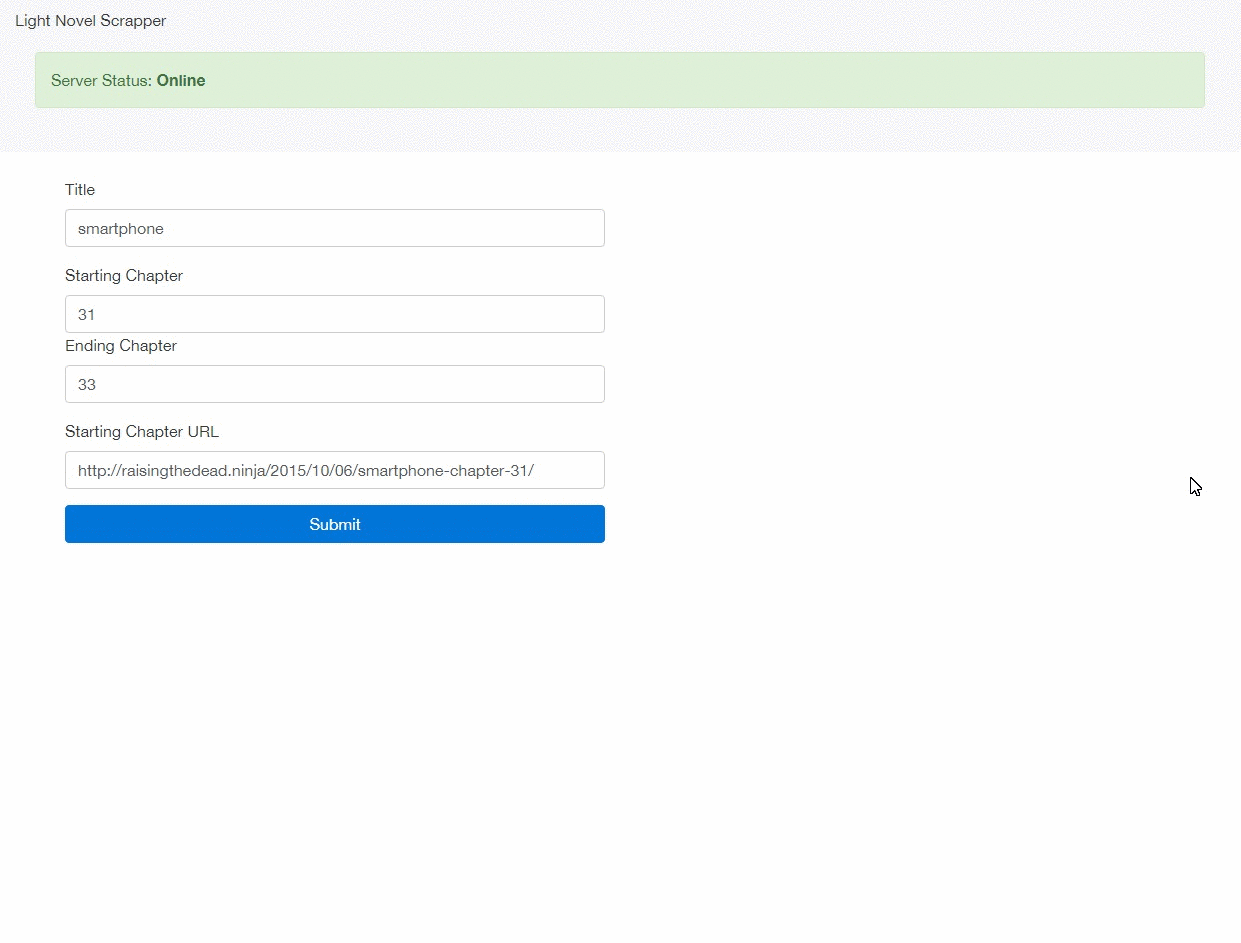 Light Novel Scrapper
Server Status: Online
Title
smartphone
Starting Chapter
31
Ending Chapter
33
Starting Chapter URL
http://raisingthedead.ninja/2015/10/06/smartphone-chapter-31/
Submit